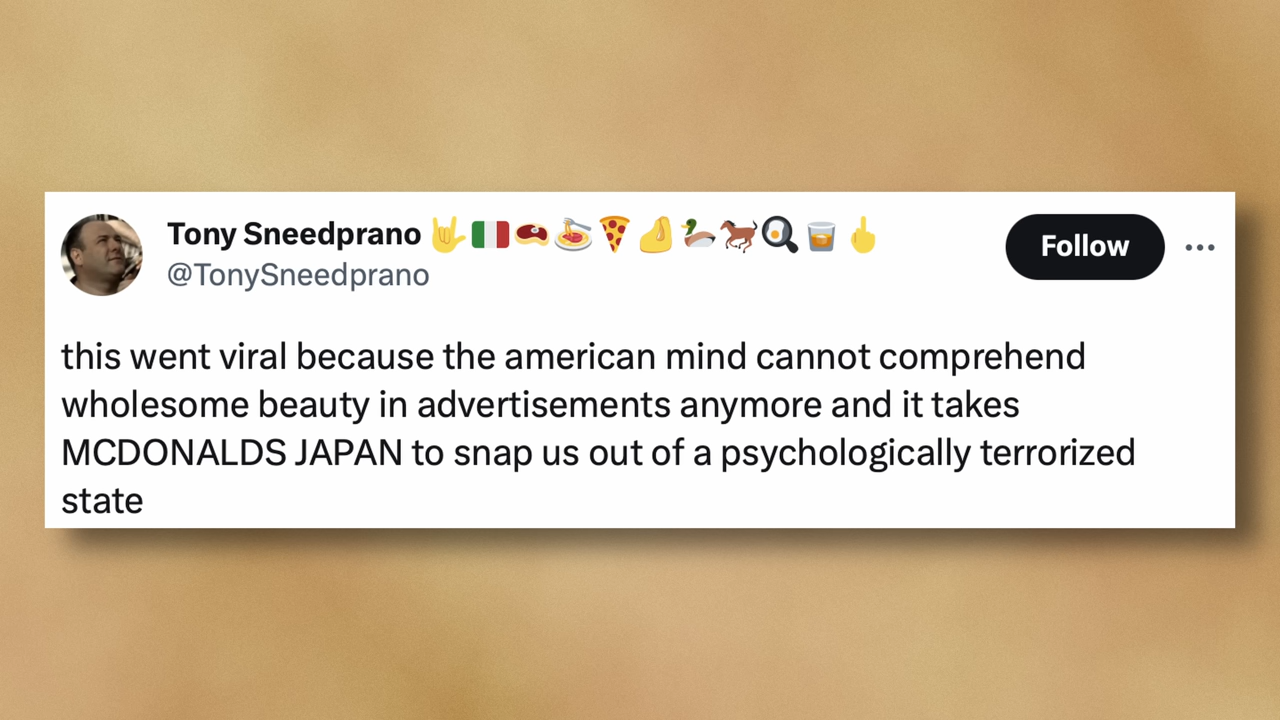 Tony Sneedprano 🤟🇮🇹🥩🍝🍕🫴🦆🐎🍳🥃🖕
@TonySneedprano
Follow
this went viral because the american mind cannot comprehend
wholesome beauty in advertisements anymore and it takes
MCDONALDS JAPAN to snap us out of a psychologically terrorized
state